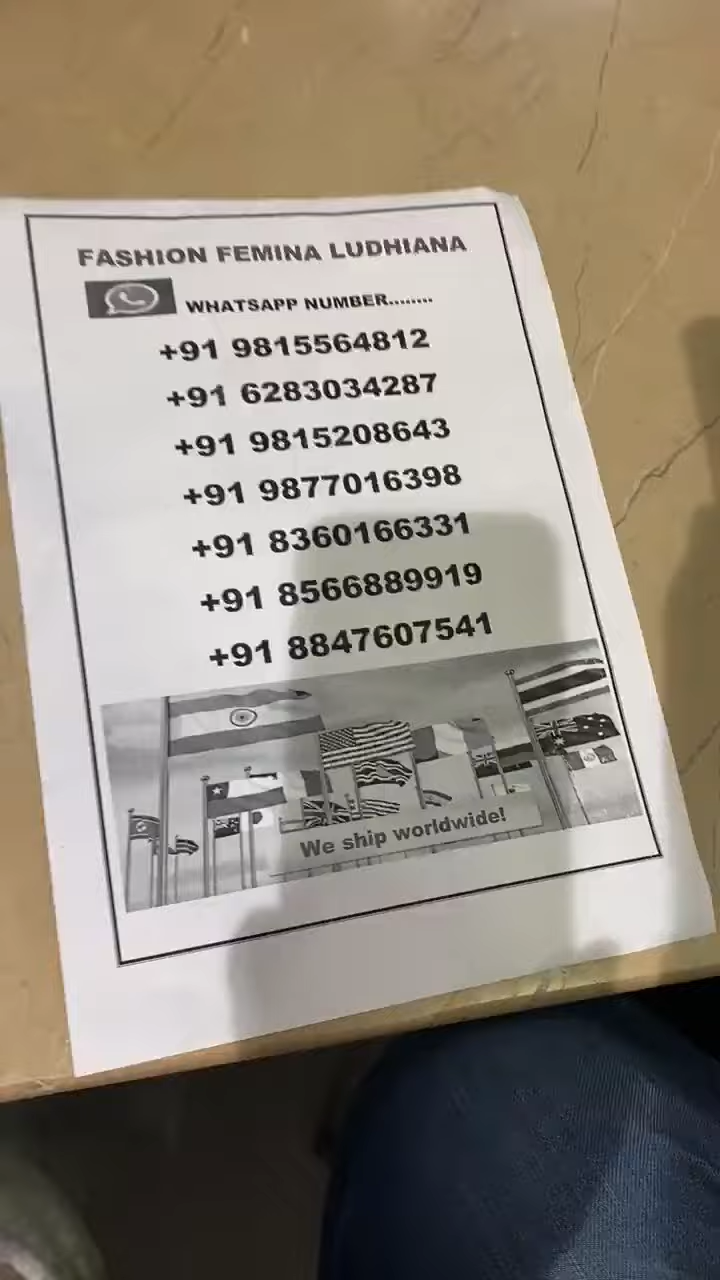 FASHION FEMINA LUDHIANA
WHATSAPP NUMBER........
+91 9815564812
+91 6283034287
+91 9815208643
+91 9877016398
+91 8360166331
+91 8566889919
+91 8847607541
We ship worldwide!